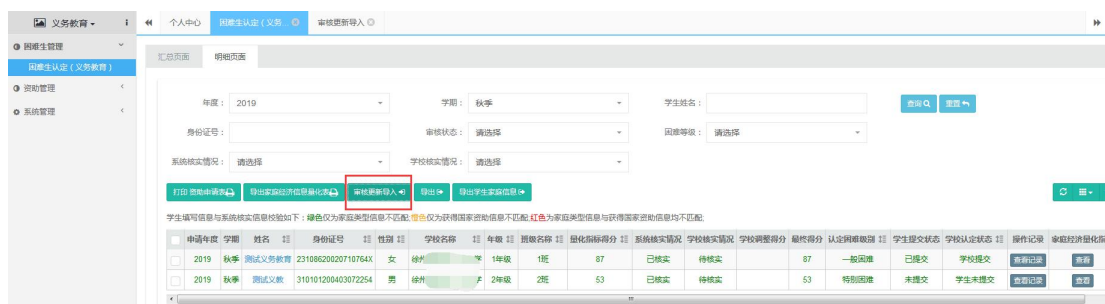 义务教育
个人中心 困难生认定（义务... 审核更新导入
困难生管理
困难生认定（义务教育）
资助管理
系统管理
汇总页面 明细页面
年度： 2019 学期： 秋季 学生姓名： 查询 重置
身份证号： 审核状态： 请选择 困难等级： 请选择
系统核实情况： 请选择 学校核实情况： 请选择
打印 资助申请表 导出家庭经济信息量化表 审核更新导入 导出 导出学生家庭信息
学生填写信息与系统核实信息校验如下：绿色仅为家庭类型信息不匹配;橙色仅为获得国家资助信息不匹配;红色为家庭类型信息与获得国家资助信息均不匹配;
申请年度 学期 姓名 身份证号 性别 学校名称 年级 班级名称 量化指标得分 系统核实情况 学校核实情况 学校调整得分 最终得分 认定困难级别 学生提交状态 学校认定状态 操作记录 家庭经济量化指
2019 秋季 测试义务教育 23108620020710764X 女 徐州 学 1年级 1班 87 已核实 待核实 87 一般困难 已提交 学校提交 查看记录 查看
2019 秋季 测试义教 310101200403072254 男 徐州 学 2年级 2班 53 已核实 待核实 53 特别困难 未提交 学生未提交 查看记录 查看